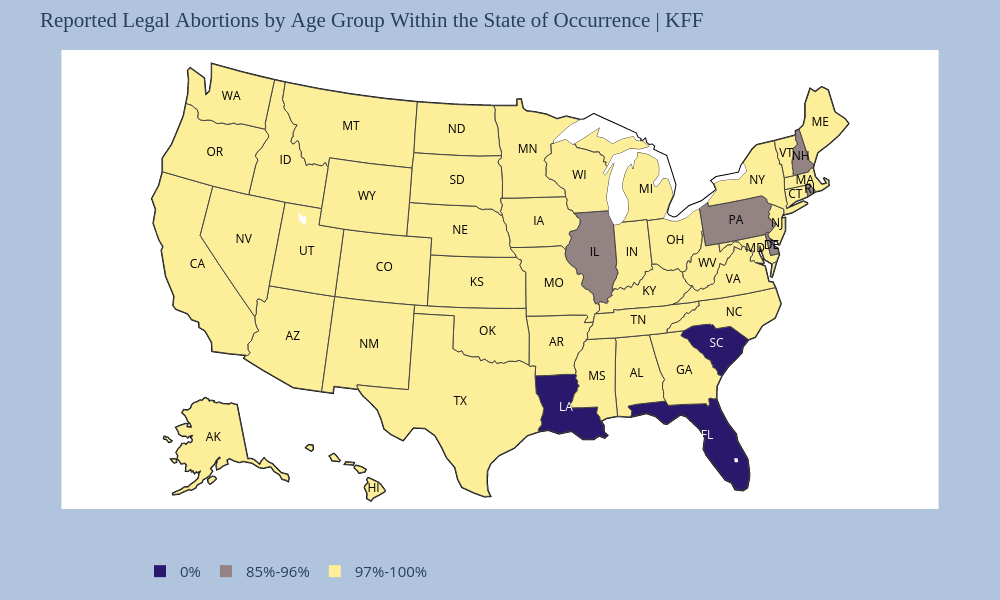 Reported Legal Abortions by Age Group Within the State of Occurrence | KFF
WA
MT
ND
MN
ME
OR
ID
SD
WI
VT
NH
WY
MI
NY
MA
CT
RI
NV
UT
CO
NE
IA
IL
IN
OH
PA
NJ
MD
DE
CA
KS
MO
WV
VA
KY
AZ
NM
OK
AR
TN
NC
SC
TX
LA
MS
AL
GA
FL
AK
HI
0%
85%-96%
97%-100%